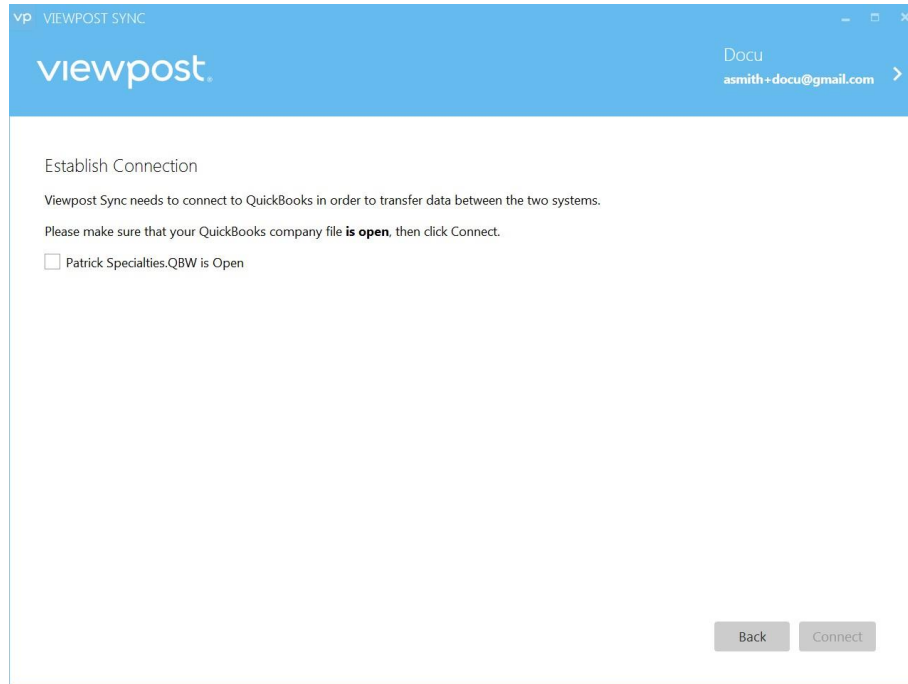 vp VIEWPOST SYNC
viewpost.
Docu
asmith+docu@gmail.com
Establish Connection
Viewpost Sync needs to connect to QuickBooks in order to transfer data between the two systems.
Please make sure that your QuickBooks company file is open, then click Connect.
Patrick Specialties.QBW is Open
Back Connect